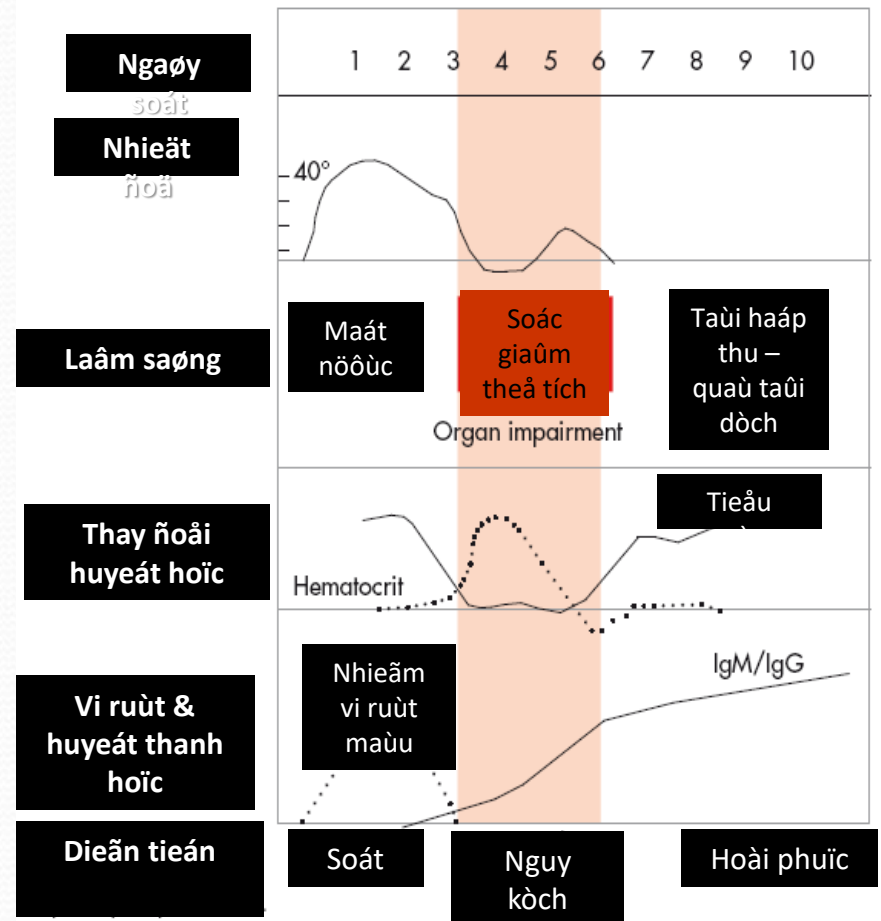 Ngaøy
soát
1 2 3 4 5 6 7 8 9 10
Nhieät
ñoä
40°
Laâm saøng
Maát
nöôùc
Soác
giaûm
theå tích
Taùi haáp
thu –
quaù taûi
dòch
Organ impairment
Thay ñoåi
huyeát hoïc
Tieåu
Hematocrit
Vi ruùt &
huyeát thanh
hoïc
Nhieãm
vi ruùt
maùu
IgM/IgG
Dieãn tieán
Soát
Nguy
kòch
Hoài phuïc